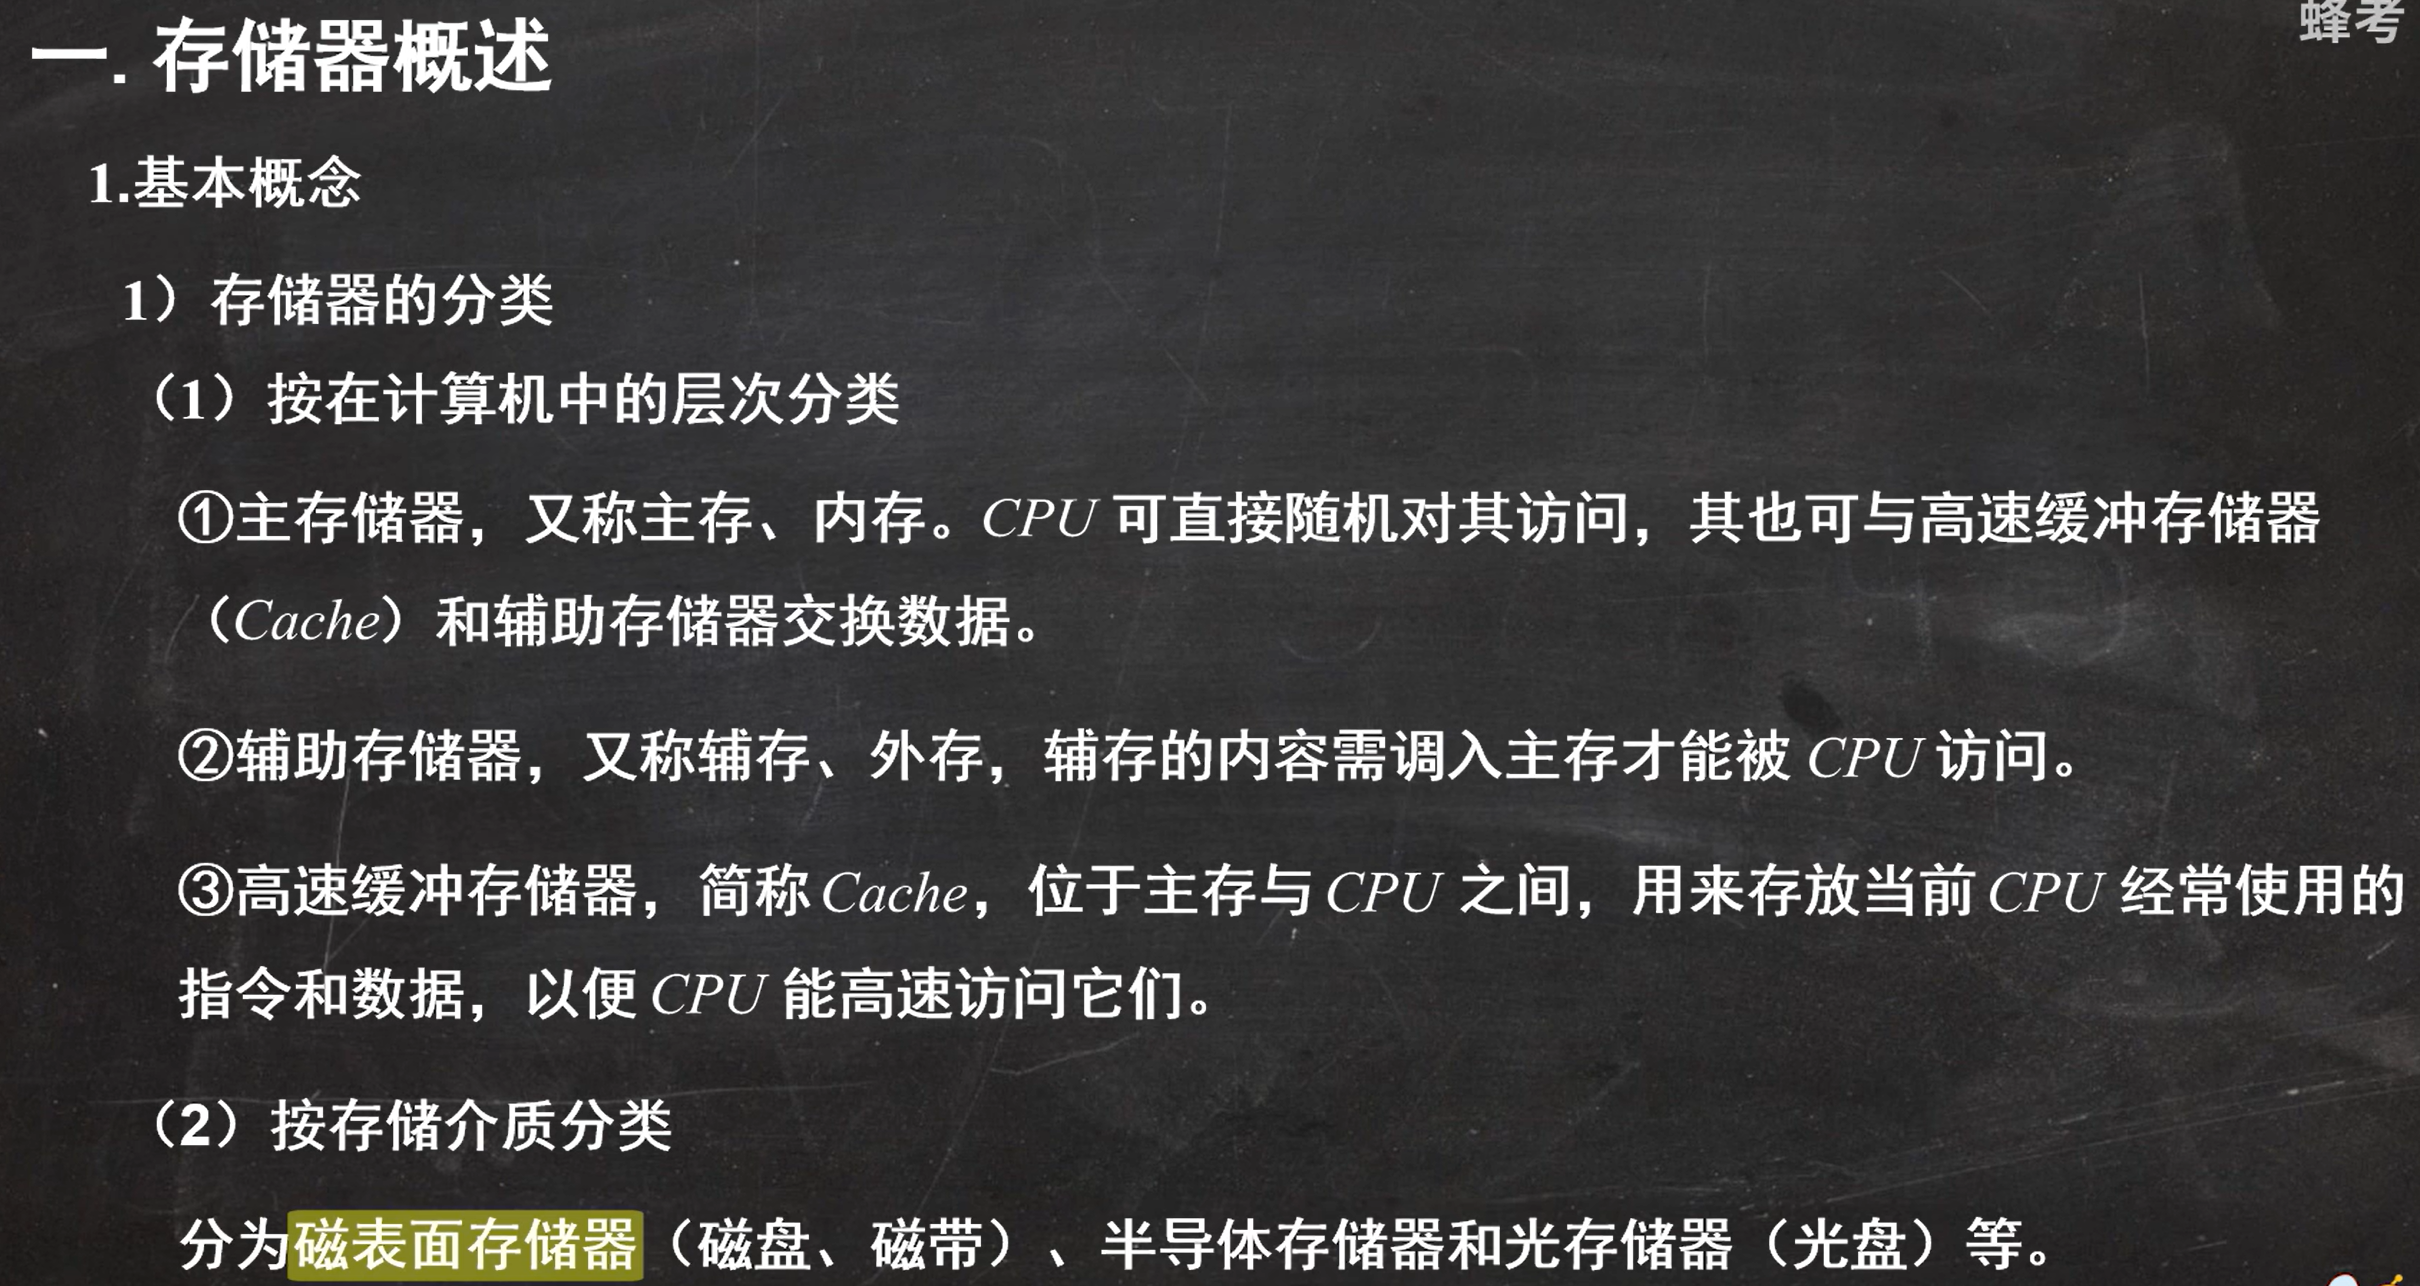 蜂考
一. 存储器概述
1.基本概念
1）存储器的分类
（1）按在计算机中的层次分类
①主存储器，又称主存、内存。CPU 可直接随机对其访问，其也可与高速缓冲存储器
（Cache）和辅助存储器交换数据。
②辅助存储器，又称辅存、外存，辅存的内容需调入主存才能被 CPU 访问。
③高速缓冲存储器，简称 Cache，位于主存与 CPU 之间，用来存放当前 CPU 经常使用的
指令和数据，以便 CPU 能高速访问它们。
（2）按存储介质分类
分为磁表面存储器（磁盘、磁带）、半导体存储器和光存储器（光盘）等。